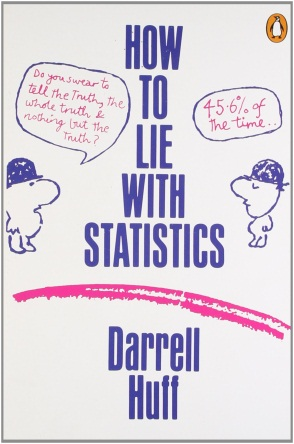 Do you swear to
tell the Truth, the
whole truth &
nothing but the
Truth?
45.6% of
the time..
HOW
TO
LIE
WITH
STATISTICS
Darrell
Huff